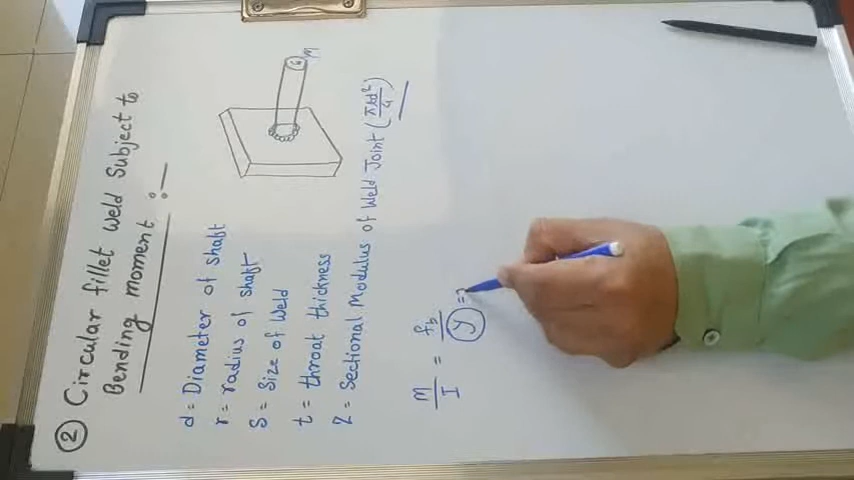 ② Circular fillet weld Subject to
Bending moment :—
d = Diameter of shaft
r = radius of shaft
S = Size of Weld
t = throat thickness
Z = Sectional Modulus of Weld Joint (πtd²/4)
M
M/I = f_b/y =